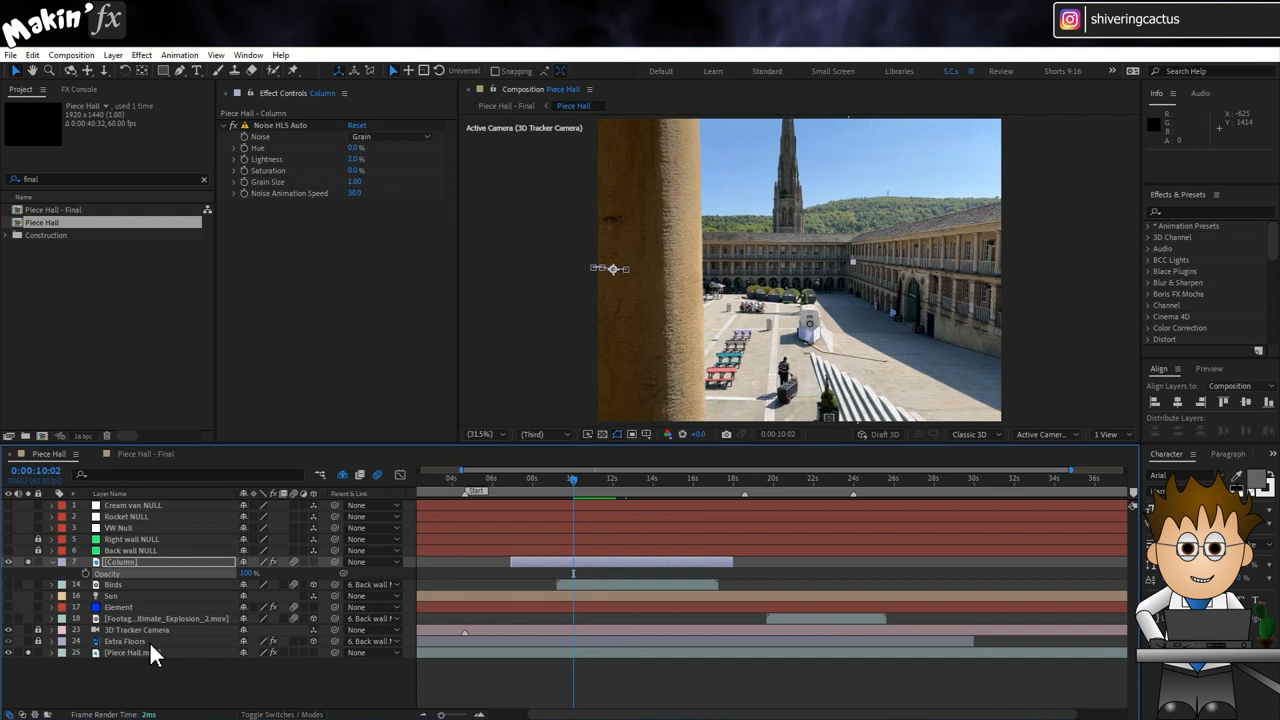 Makin' fx
shiveringcactus
File Edit Composition Layer Effect Animation View Window Help
Universal Snapping Default Learn Standard Small Screen Libraries S.C.s Review Shorts 9:16 Search Help
Project FX Console
Piece Hall , used 1 time
1920 x 1440 (1.00)
Δ 0:00:40:32, 60.00 fps
final
Name
Piece Hall - Final
Piece Hall
Construction
16 bpc
Effect Controls Column
Piece Hall - Column
fx Noise HLS Auto Reset
Noise Grain
Hue 0.0 %
Lightness 2.0 %
Saturation 0.0 %
Grain Size 1.00
Noise Animation Speed 30.0
Composition Piece Hall
Piece Hall - Final Piece Hall
Active Camera (3D Tracker Camera)
(31.5%) (Third) +0.0 0:00:10:02 Draft 3D Classic 3D Active Camer... 1 View
Info Audio
R : X : -625
G : Y : 1414
B :
A : 0
Effects & Presets
* Animation Presets
3D Channel
Audio
BCC Lights
Blace Plugins
Blur & Sharpen
Boris FX Mocha
Channel
Cinema 4D
Color Correction
Distort
Align Preview
Align Layers to: Composition
Distribute Layers:
Character Paragraph
Arial
Piece Hall Piece Hall - Final
0:00:10:02
00602 (60.00 fps)
04s 06s 08s 10s 12s 14s 16s 18s 20s 22s 24s 26s 28s 30s 32s 34s 36s
# Layer Name Parent & Link
Start
1 Cream van NULL None
2 Rocket NULL None
3 VW Null None
5 Right wall NULL None
6 Back wall NULL None
7 [Column] fx None
Opacity 100 %
14 Birds 6. Back wall N
16 Sun None
17 Element fx None
18 [Footag...ltimate_Explosion_2.mov] 6. Back wall N
23 3D Tracker Camera None
24 Extra Floors fx 6. Back wall N
25 [Piece Hall.m fx None
Frame Render Time: 2ms Toggle Switches / Modes